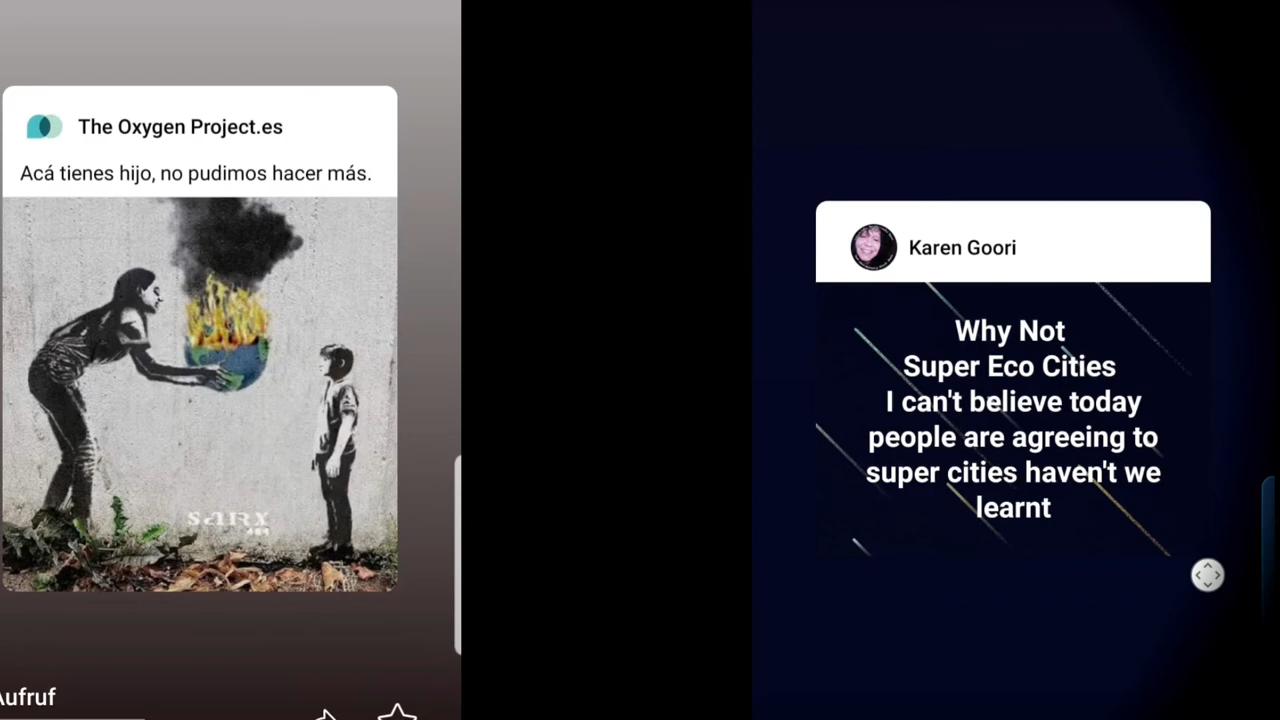 The Oxygen Project.es
Acá tienes hijo, no pudimos hacer más.
SARX
Aufruf
Karen Goori
Why Not
Super Eco Cities
I can't believe today
people are agreeing to
super cities haven't we
learnt